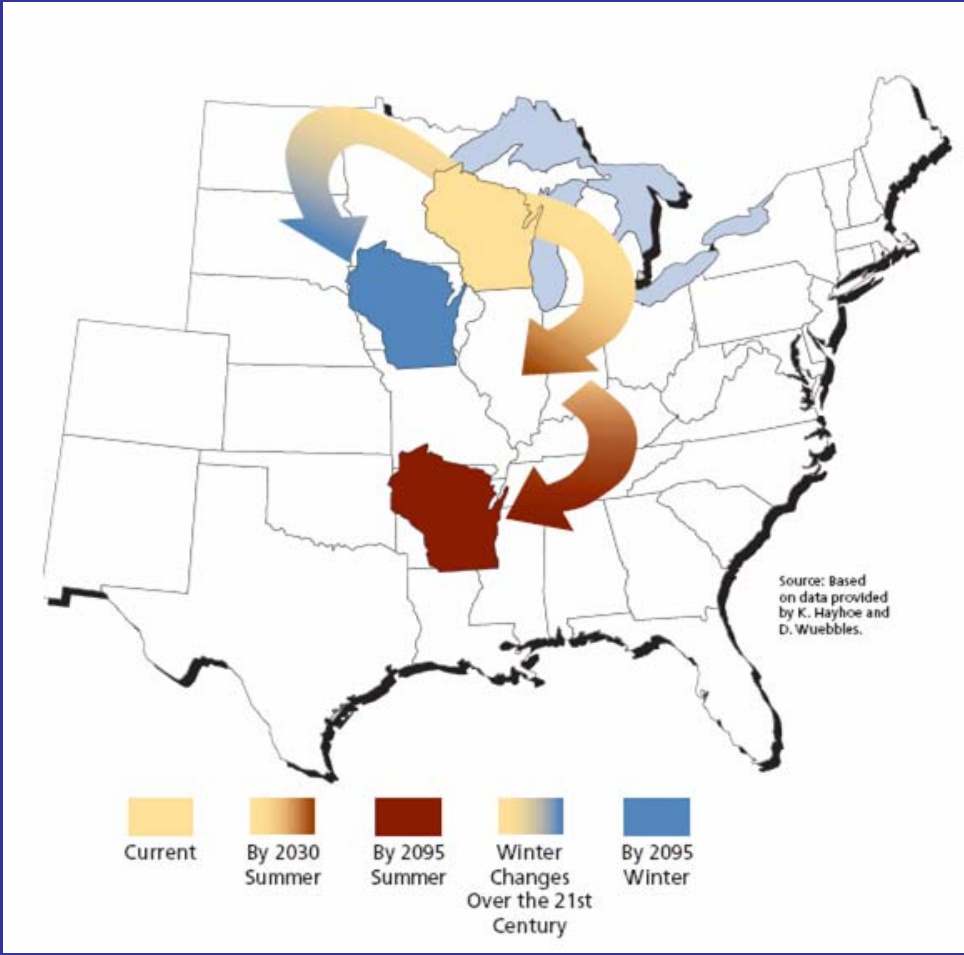 Source: Based
on data provided
by K. Hayhoe and
D. Wuebbles.
Current
By 2030
Summer
By 2095
Summer
Winter
Changes
Over the 21st
Century
By 2095
Winter